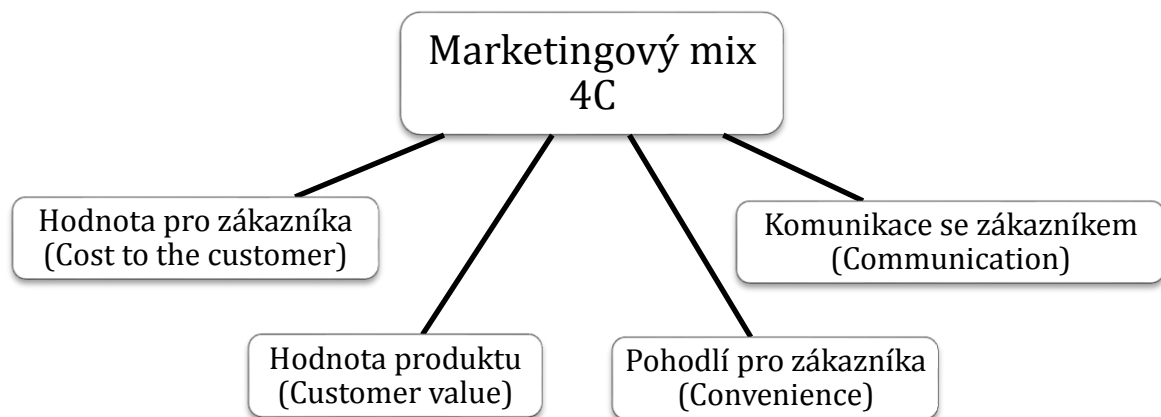 Marketingový mix
4C
Hodnota pro zákazníka
(Cost to the customer)
Komunikace se zákazníkem
(Communication)
Hodnota produktu
(Customer value)
Pohodlí pro zákazníka
(Convenience)